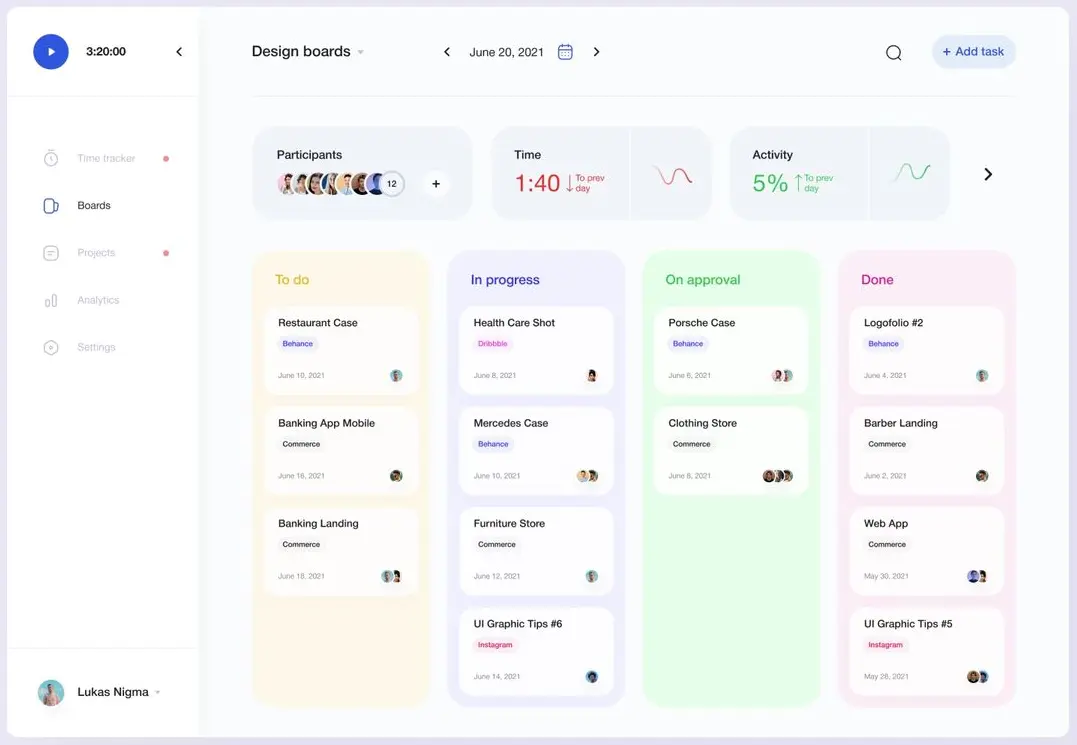 3:20:00
Time tracker
Boards
Projects
Analytics
Settings
Lukas Nigma
Design boards
June 20, 2021
+ Add task
Participants
12
+
Time
1:40 ↓ To prev
day
Activity
5% ↑ To prev
day
To do
Restaurant Case
Behance
June 10, 2021
Banking App Mobile
Commerce
June 16, 2021
Banking Landing
Commerce
June 18, 2021
In progress
Health Care Shot
Dribbble
June 8, 2021
Mercedes Case
Behance
June 10, 2021
Furniture Store
Commerce
June 12, 2021
UI Graphic Tips #6
Instagram
June 14, 2021
On approval
Porsche Case
Behance
June 6, 2021
Clothing Store
Commerce
June 8, 2021
Done
Logofolio #2
Behance
June 4, 2021
Barber Landing
Commerce
June 2, 2021
Web App
Commerce
May 30, 2021
UI Graphic Tips #5
Instagram
May 28, 2021